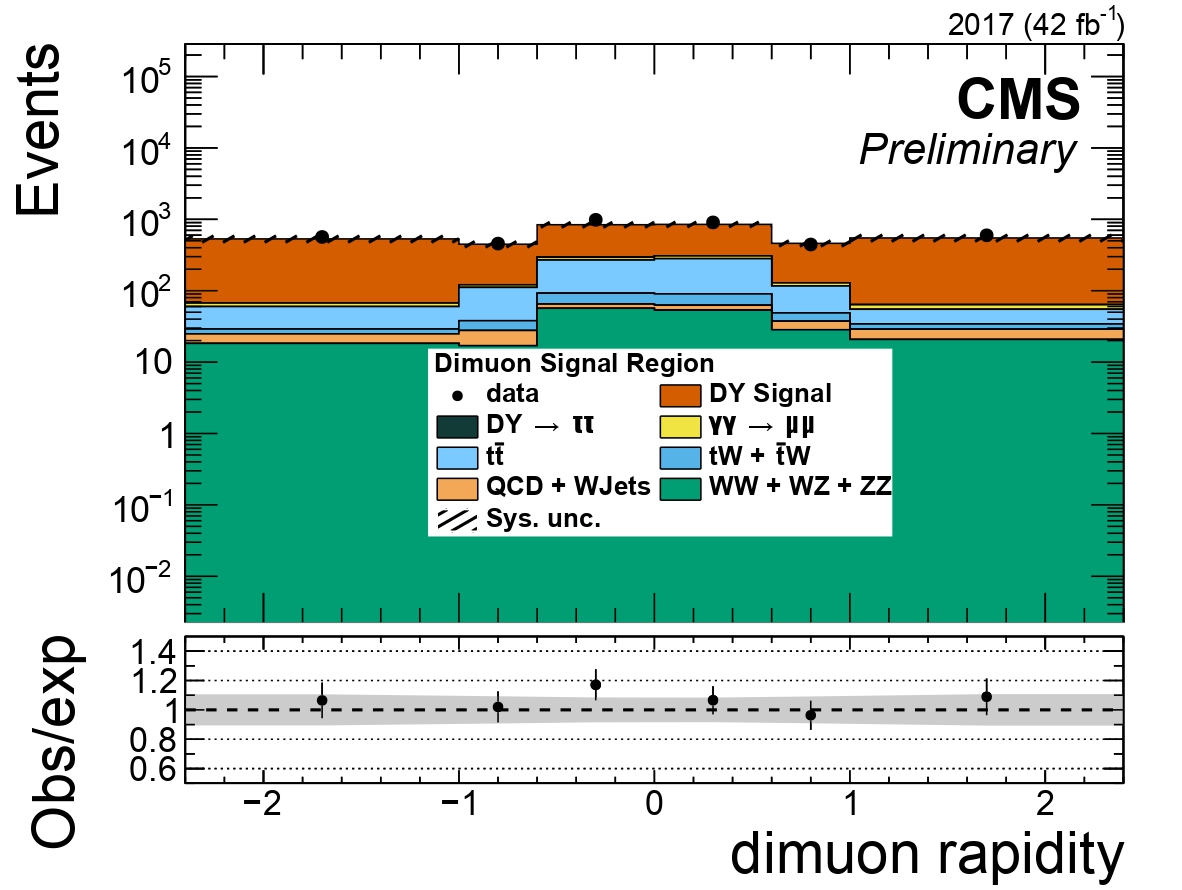 2017 (42 fb⁻¹)
Events
10⁵
10⁴
10³
10²
10
1
10⁻¹
10⁻²
CMS
Preliminary
Dimuon Signal Region
data
DY Signal
DY → ττ
γγ → μμ
tt̄
tW + t̄W
QCD + WJets
WW + WZ + ZZ
Sys. unc.
Obs/exp
1.4
1.2
1
0.8
0.6
−2 −1 0 1 2
dimuon rapidity